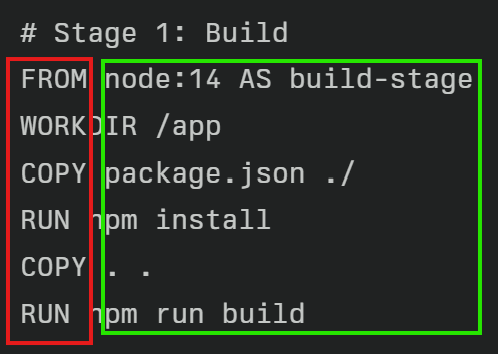 # Stage 1: Build
FROM node:14 AS build-stage
WORKDIR /app
COPY package.json ./
RUN npm install
COPY . .
RUN npm run build